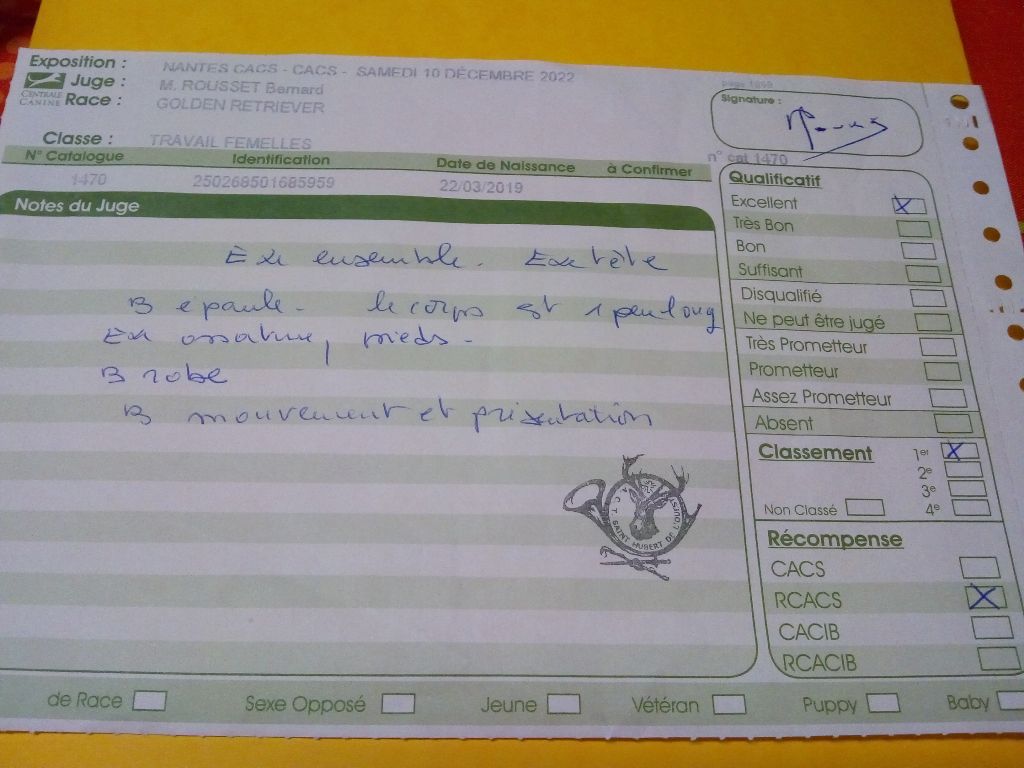 Exposition : NANTES CACS - CACS - SAMEDI 10 DÉCEMBRE 2022
Juge : M. ROUSSET Bernard
CENTRALE CANINE
Race : GOLDEN RETRIEVER
Signature :
Classe : TRAVAIL FEMELLES
n° cat 1470
N° Catalogue Identification Date de Naissance à Confirmer
1470 250268501685959 22/03/2019
Notes du Juge
Ex ensemble. Ex tête
B épaule. le corps est 1 peu long
Ex ossature, pieds.
B robe
B mouvement et présentation
A C T SAINT HUBERT DE L'OUEST
Qualificatif
Excellent X
Très Bon
Bon
Suffisant
Disqualifié
Ne peut être jugé
Très Prometteur
Prometteur
Assez Prometteur
Absent
Classement 1er X
2e
3e
Non Classé 4e
Récompense
CACS
RCACS X
CACIB
RCACIB
de Race Sexe Opposé Jeune Vétéran Puppy Baby